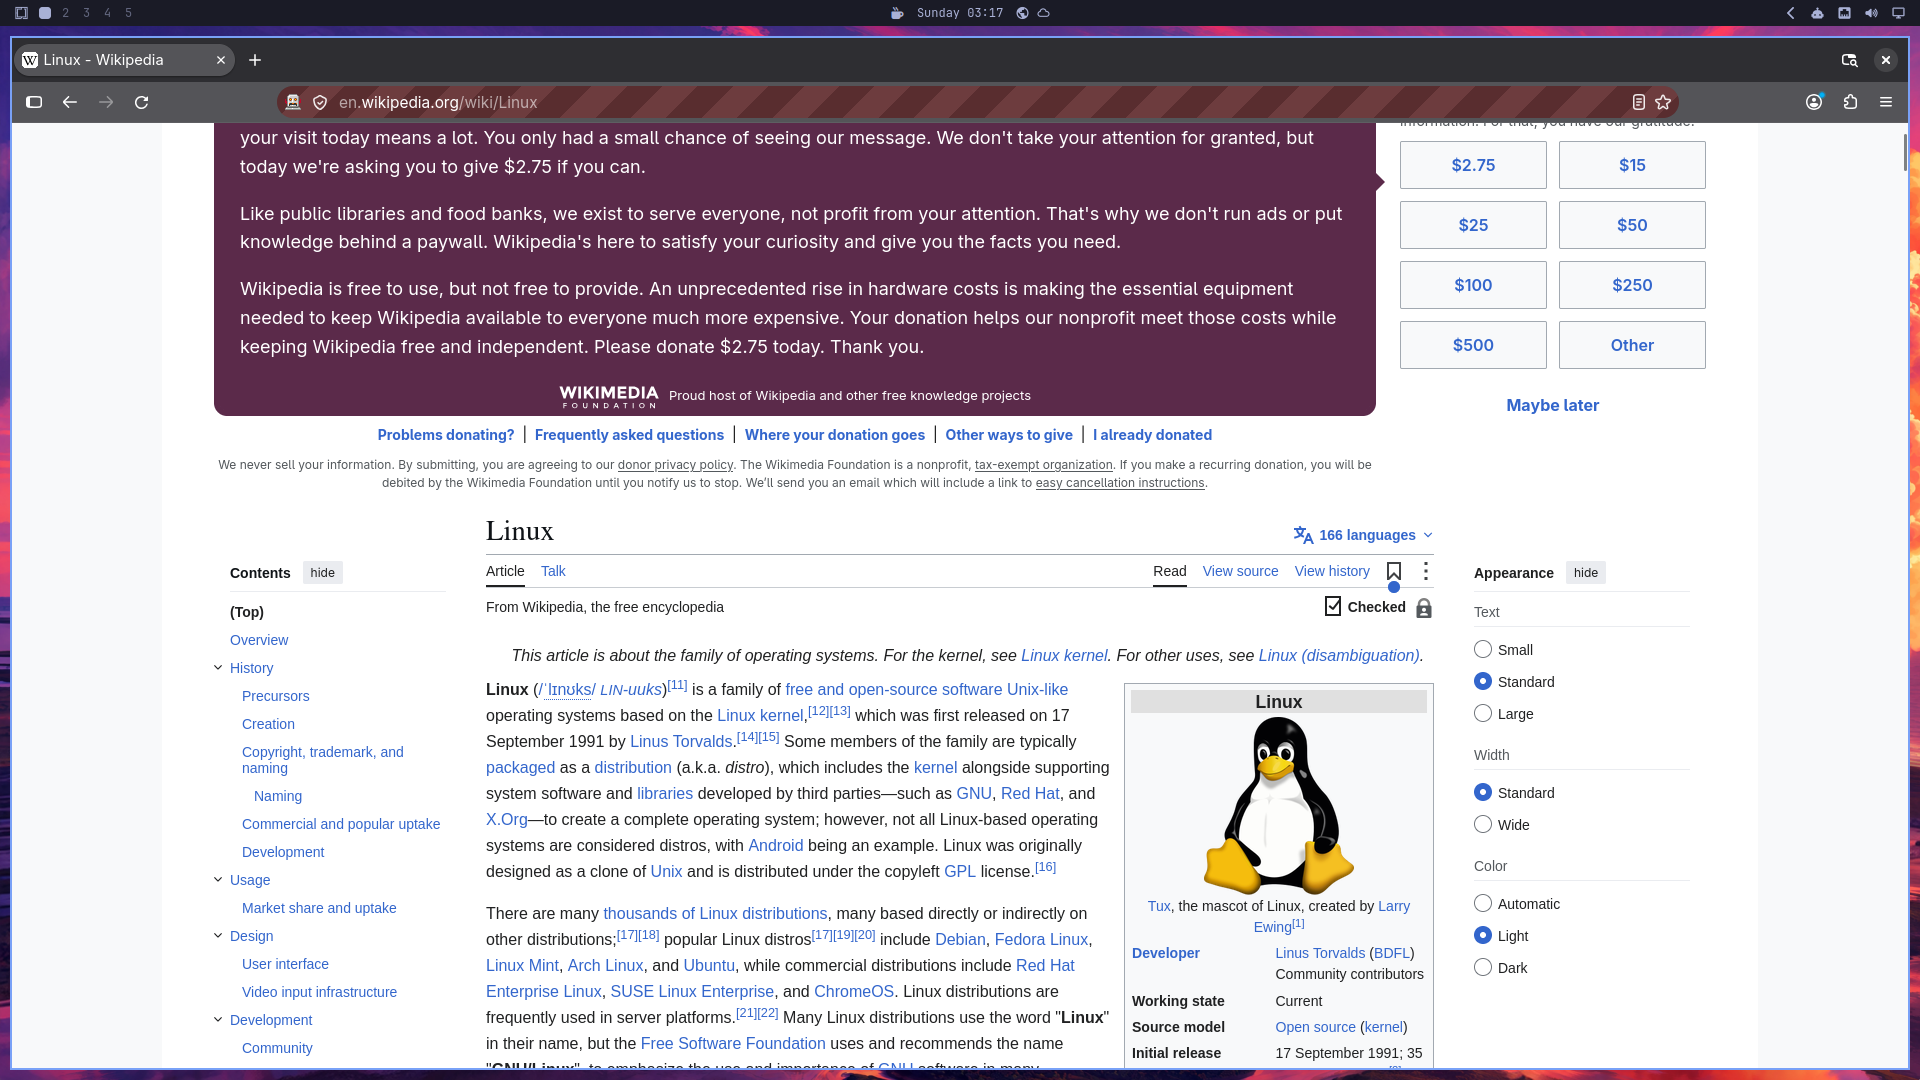 2 3 4 5
Sunday 03:17
Linux - Wikipedia
en.wikipedia.org/wiki/Linux
your visit today means a lot. You only had a small chance of seeing our message. We don't take your attention for granted, but
today we're asking you to give $2.75 if you can.
Like public libraries and food banks, we exist to serve everyone, not profit from your attention. That's why we don't run ads or put
knowledge behind a paywall. Wikipedia's here to satisfy your curiosity and give you the facts you need.
Wikipedia is free to use, but not free to provide. An unprecedented rise in hardware costs is making the essential equipment
needed to keep Wikipedia available to everyone much more expensive. Your donation helps our nonprofit meet those costs while
keeping Wikipedia free and independent. Please donate $2.75 today. Thank you.
WIKIMEDIA
FOUNDATION
Proud host of Wikipedia and other free knowledge projects
information. For that, you have our gratitude.
$2.75 $15
$25 $50
$100 $250
$500 Other
Maybe later
Problems donating? | Frequently asked questions | Where your donation goes | Other ways to give | I already donated
We never sell your information. By submitting, you are agreeing to our donor privacy policy. The Wikimedia Foundation is a nonprofit, tax-exempt organization. If you make a recurring donation, you will be
debited by the Wikimedia Foundation until you notify us to stop. We'll send you an email which will include a link to easy cancellation instructions.
Contents hide
(Top)
Overview
History
Precursors
Creation
Copyright, trademark, and
naming
Naming
Commercial and popular uptake
Development
Usage
Market share and uptake
Design
User interface
Video input infrastructure
Development
Community
Linux
166 languages
Article Talk
Read View source View history
From Wikipedia, the free encyclopedia
Checked
This article is about the family of operating systems. For the kernel, see Linux kernel. For other uses, see Linux (disambiguation).
Linux (/ˈlɪnʊks/ LIN-uuks)[11] is a family of free and open-source software Unix-like
operating systems based on the Linux kernel,[12][13] which was first released on 17
September 1991 by Linus Torvalds.[14][15] Some members of the family are typically
packaged as a distribution (a.k.a. distro), which includes the kernel alongside supporting
system software and libraries developed by third parties—such as GNU, Red Hat, and
X.Org—to create a complete operating system; however, not all Linux-based operating
systems are considered distros, with Android being an example. Linux was originally
designed as a clone of Unix and is distributed under the copyleft GPL license.[16]
There are many thousands of Linux distributions, many based directly or indirectly on
other distributions;[17][18] popular Linux distros[17][19][20] include Debian, Fedora Linux,
Linux Mint, Arch Linux, and Ubuntu, while commercial distributions include Red Hat
Enterprise Linux, SUSE Linux Enterprise, and ChromeOS. Linux distributions are
frequently used in server platforms.[21][22] Many Linux distributions use the word "Linux"
in their name, but the Free Software Foundation uses and recommends the name
"GNU/Linux", to emphasize the use and importance of GNU software in many
Linux
Tux, the mascot of Linux, created by Larry
Ewing[1]
Developer Linus Torvalds (BDFL)
Community contributors
Working state Current
Source model Open source (kernel)
Initial release 17 September 1991; 35
Appearance hide
Text
Small
Standard
Large
Width
Standard
Wide
Color
Automatic
Light
Dark